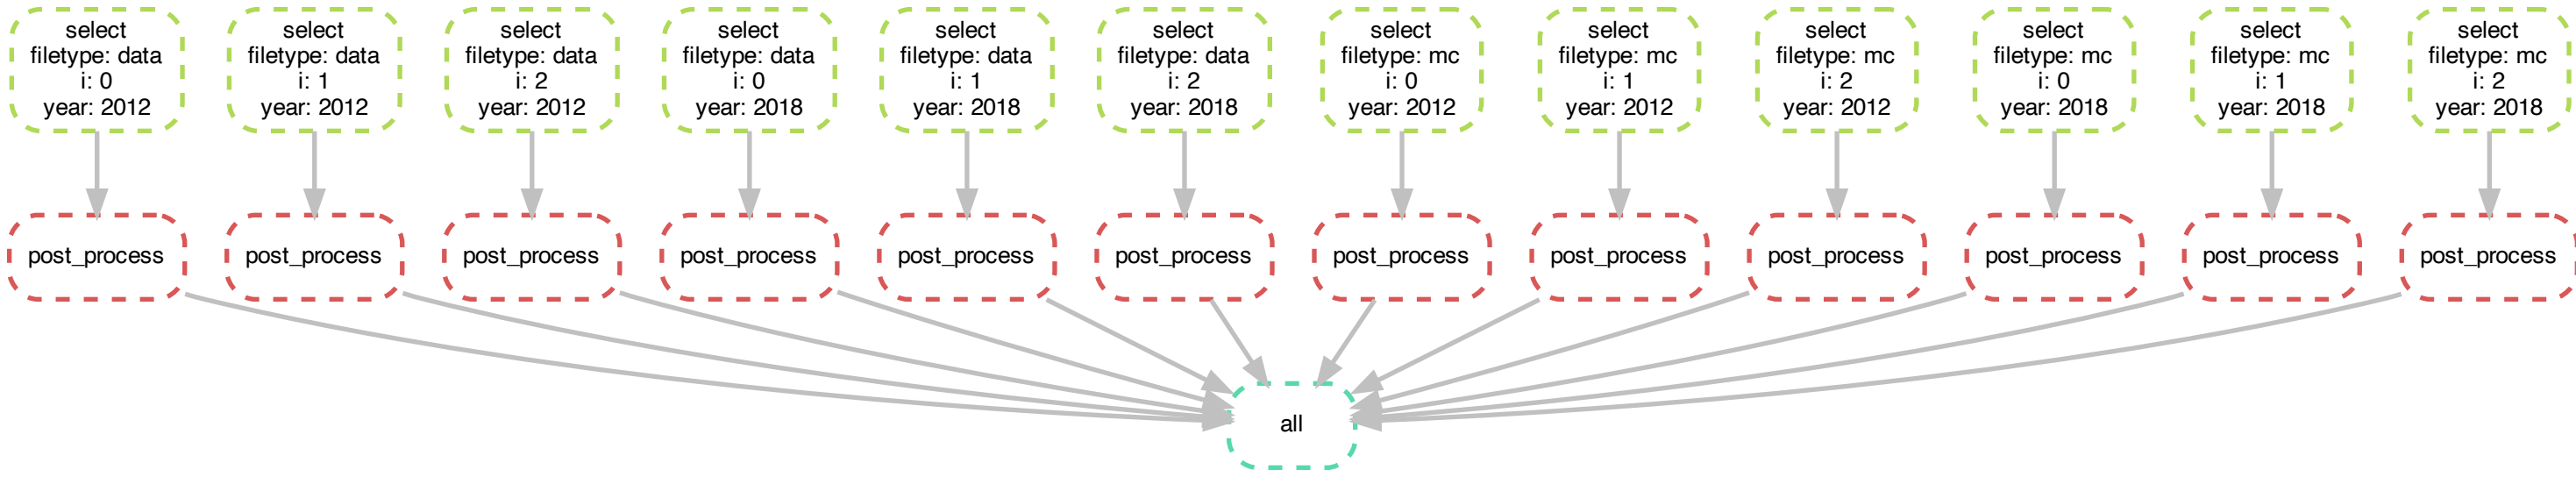 select
filetype: data
i: 0
year: 2012
select
filetype: data
i: 1
year: 2012
select
filetype: data
i: 2
year: 2012
select
filetype: data
i: 0
year: 2018
select
filetype: data
i: 1
year: 2018
select
filetype: data
i: 2
year: 2018
select
filetype: mc
i: 0
year: 2012
select
filetype: mc
i: 1
year: 2012
select
filetype: mc
i: 2
year: 2012
select
filetype: mc
i: 0
year: 2018
select
filetype: mc
i: 1
year: 2018
select
filetype: mc
i: 2
year: 2018
post_process
post_process
post_process
post_process
post_process
post_process
post_process
post_process
post_process
post_process
post_process
post_process
all